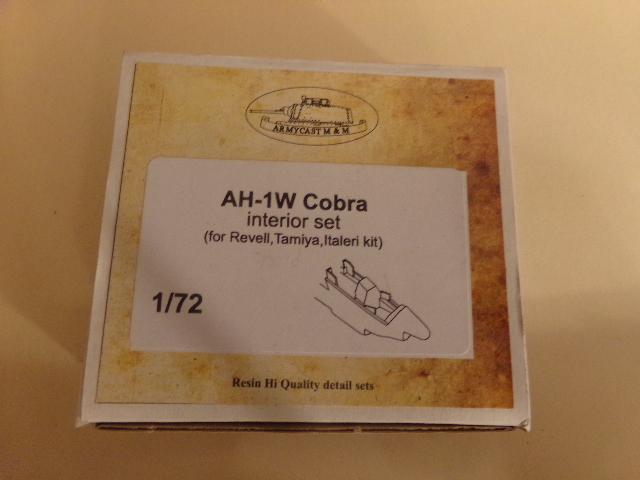 ARMYCAST M & M
AH-1W Cobra
interior set
(for Revell,Tamiya,Italeri kit)
1/72
Resin Hi Quality detail sets